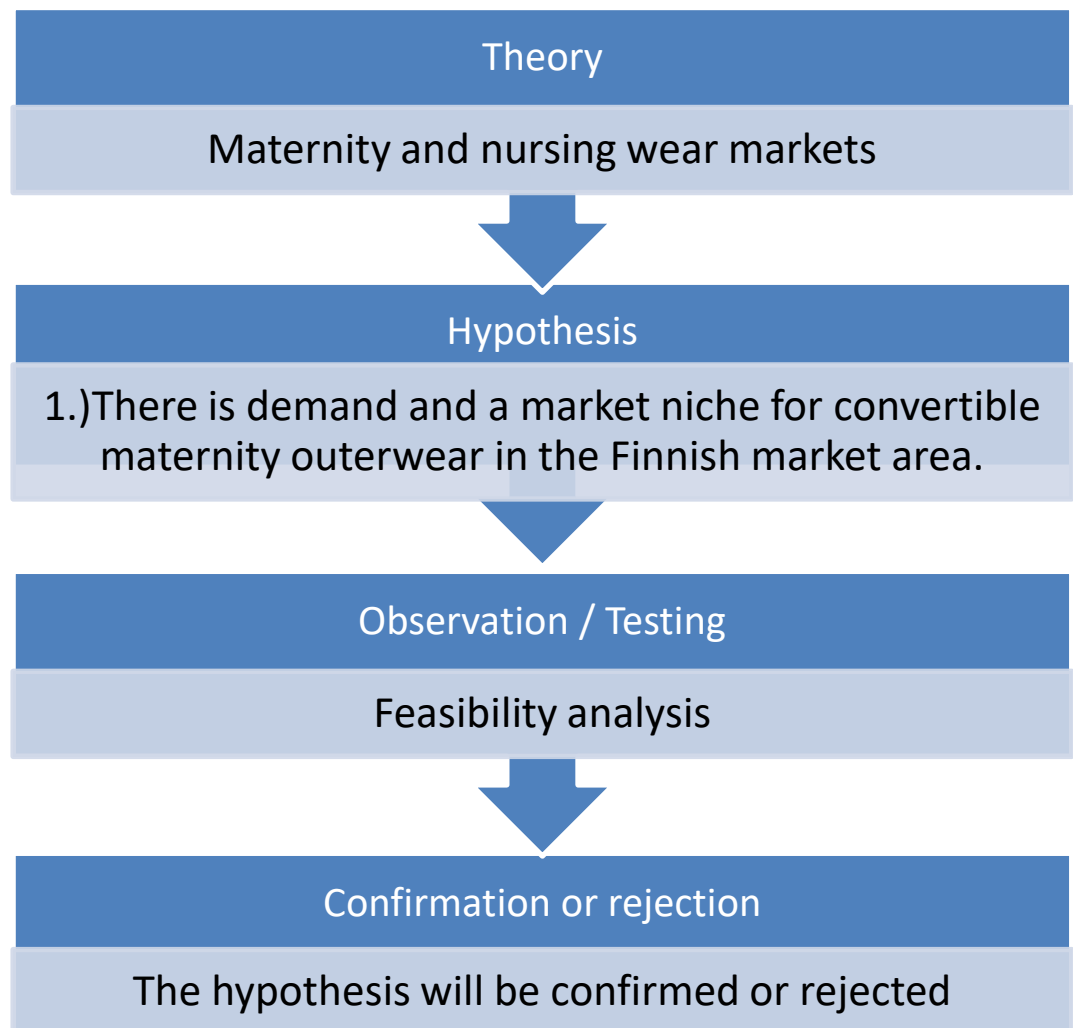 Theory
Maternity and nursing wear markets
Hypothesis
1.)There is demand and a market niche for convertible
maternity outerwear in the Finnish market area.
Observation / Testing
Feasibility analysis
Confirmation or rejection
The hypothesis will be confirmed or rejected